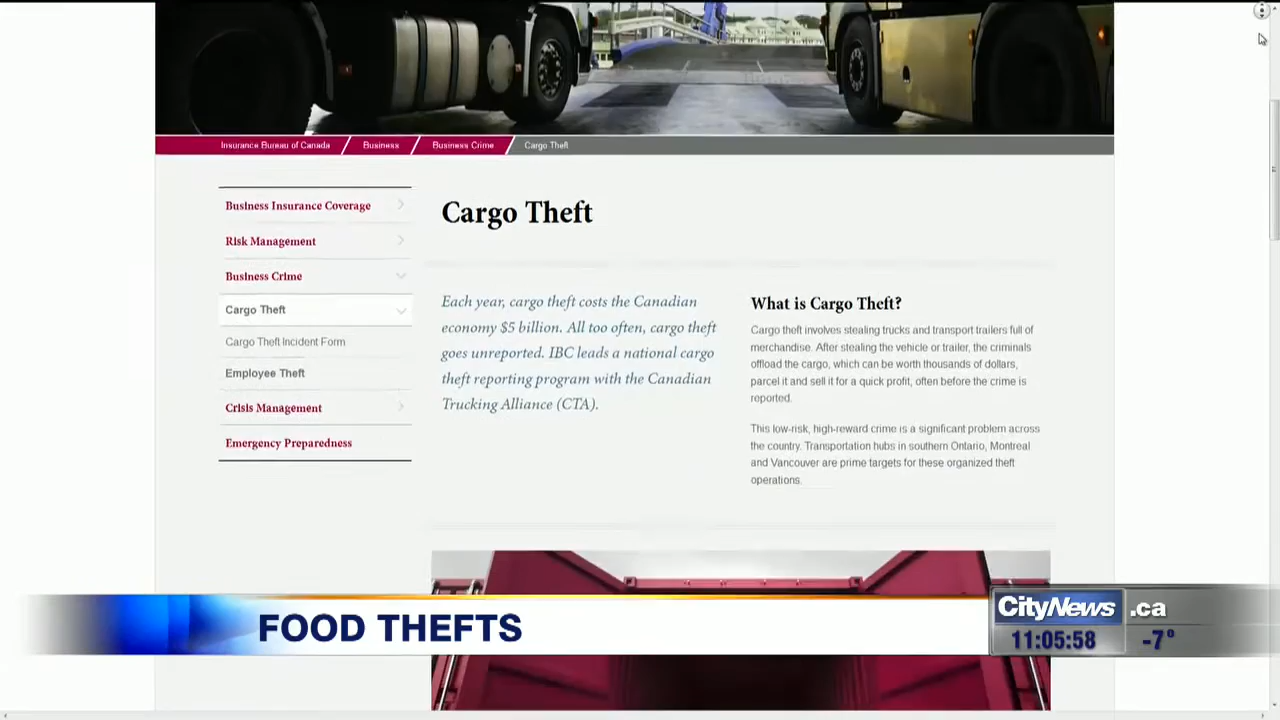 Insurance Bureau of Canada Business Business Crime Cargo Theft
Business Insurance Coverage
Risk Management
Business Crime
Cargo Theft
Cargo Theft Incident Form
Employee Theft
Crisis Management
Emergency Preparedness
Cargo Theft
Each year, cargo theft costs the Canadian
economy $5 billion. All too often, cargo theft
goes unreported. IBC leads a national cargo
theft reporting program with the Canadian
Trucking Alliance (CTA).
What is Cargo Theft?
Cargo theft involves stealing trucks and transport trailers full of
merchandise. After stealing the vehicle or trailer, the criminals
offload the cargo, which can be worth thousands of dollars,
parcel it and sell it for a quick profit, often before the crime is
reported.
This low-risk, high-reward crime is a significant problem across
the country. Transportation hubs in southern Ontario, Montreal
and Vancouver are prime targets for these organized theft
operations.
FOOD THEFTS
CityNews .ca
11:05:58 -7°